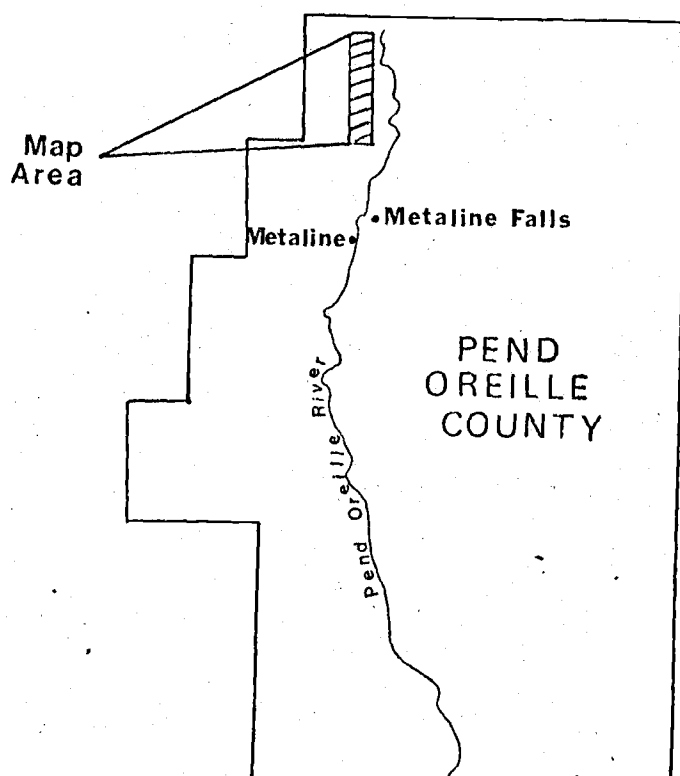 Map
Area
Metaline Falls
Metaline
PEND
OREILLE
COUNTY
Pend Oreille River